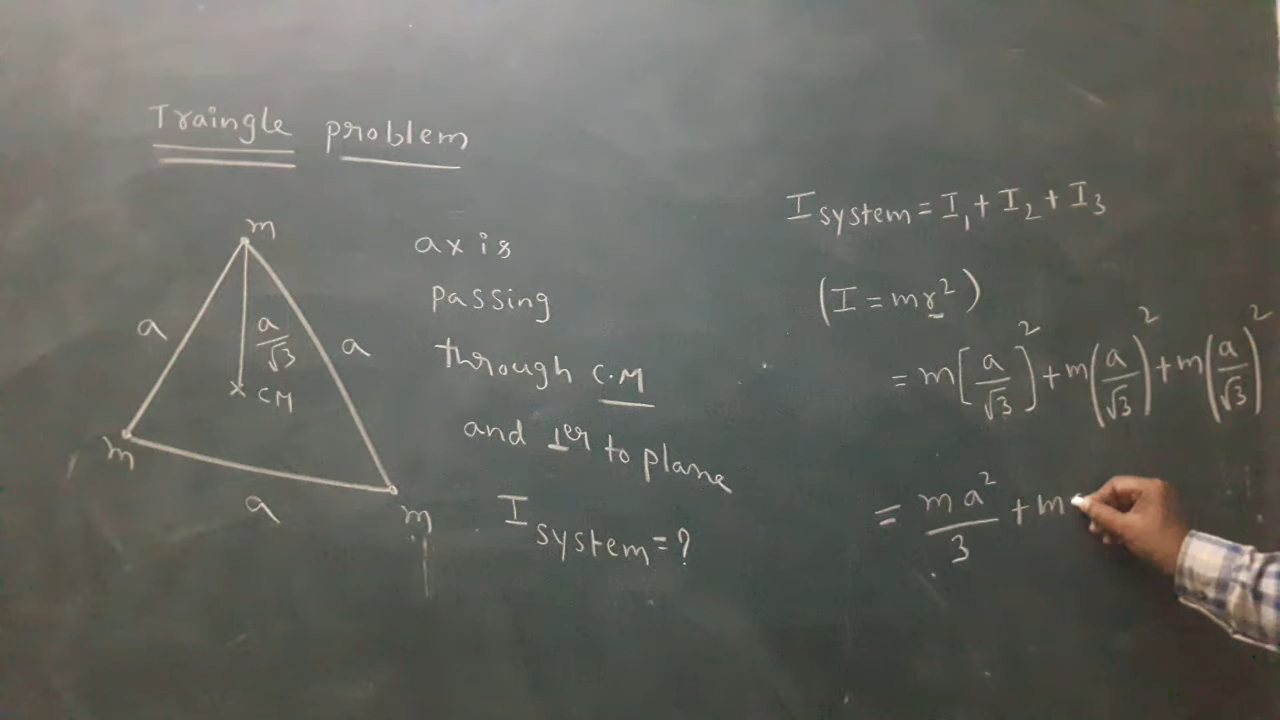 Traingle problem
m
a
a
a/√3
CM
m
a
m
axis
passing
through C.M
and ⊥er to plane
I system = ?
I system = I₁ + I₂ + I₃
(I = mr²)
= m[a/√3]² + m(a/√3)² + m(a/√3)²
= ma²/3 + m